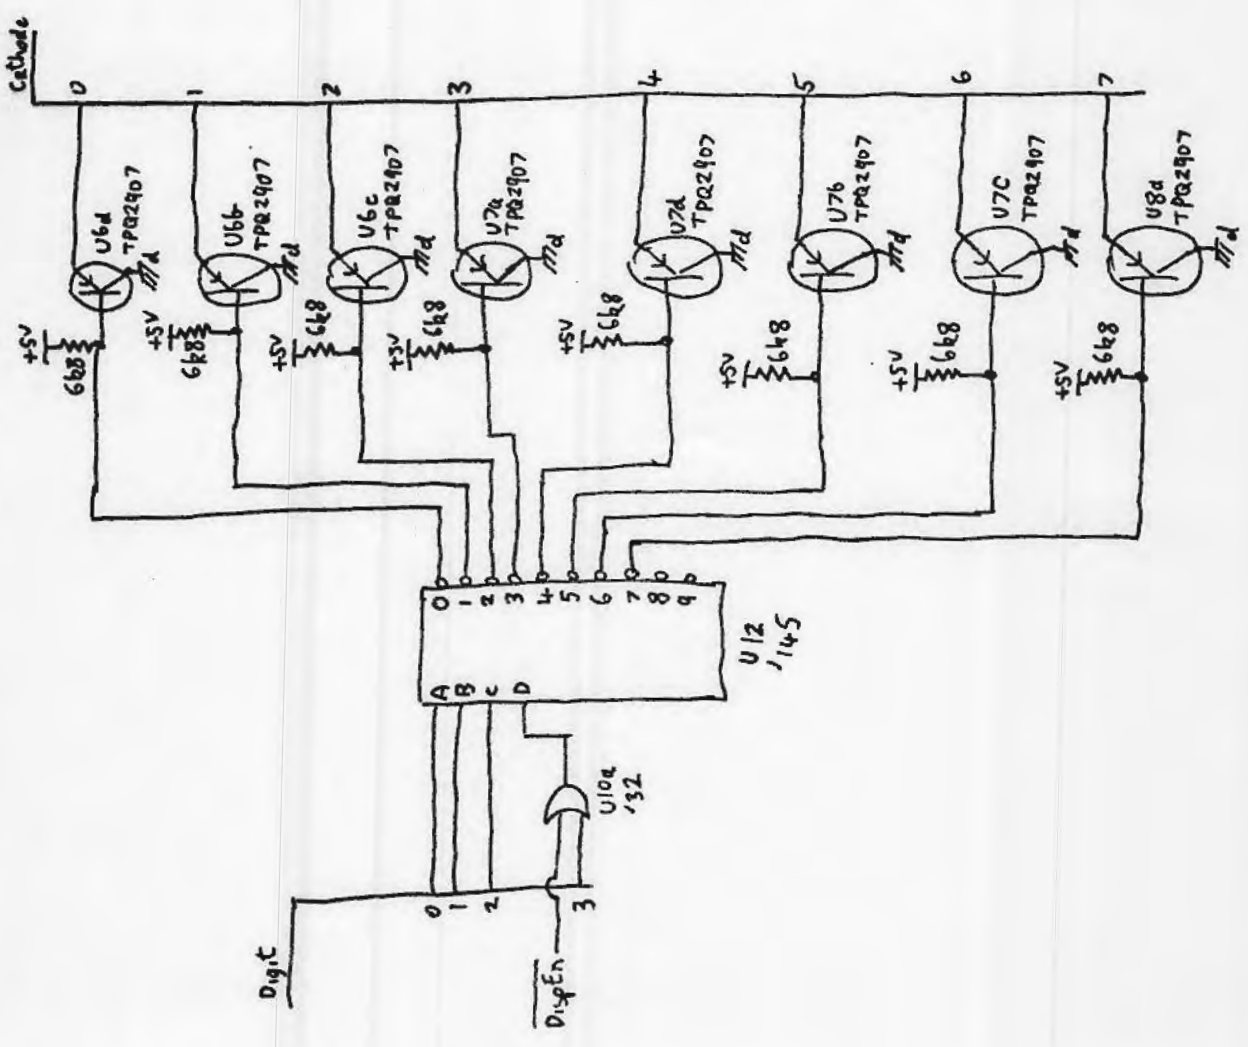 Cathode
0
1
2
3
4
5
6
7
U6d
TPQ2907
U6b
TPQ2907
U6c
TPQ2907
U7a
TPQ2907
U7d
TPQ2907
U7b
TPQ2907
U7C
TPQ2907
U8a
TPQ2907
d
d
d
d
d
d
d
d
+5V
6k8
+5V
6k8
+5V
6k8
+5V
6k8
+5V
6k8
+5V
6k8
+5V
6k8
+5V
6k8
0
1
2
3
4
5
6
7
8
9
A
B
C
D
U12
'145
U10a
'32
Digit
0
1
2
3
DispEn